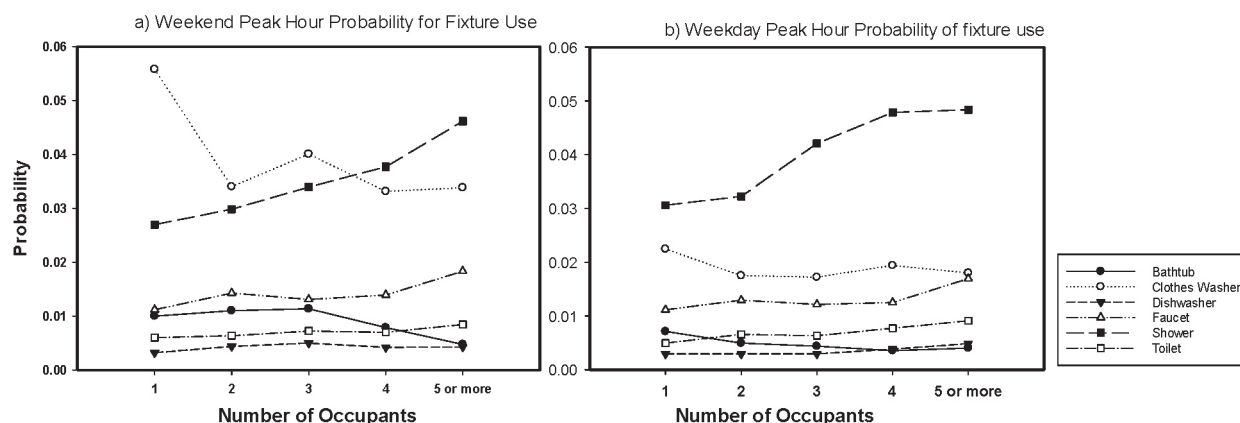 a) Weekend Peak Hour Probability for Fixture Use
0.06
0.05
0.04
0.03
0.02
0.01
0.00
Probability
1 2 3 4 5 or more
Number of Occupants
b) Weekday Peak Hour Probability of fixture use
0.06
0.05
0.04
0.03
0.02
0.01
0.00
1 2 3 4 5 or more
Number of Occupants
Bathtub
Clothes Washer
Dishwasher
Faucet
Shower
Toilet